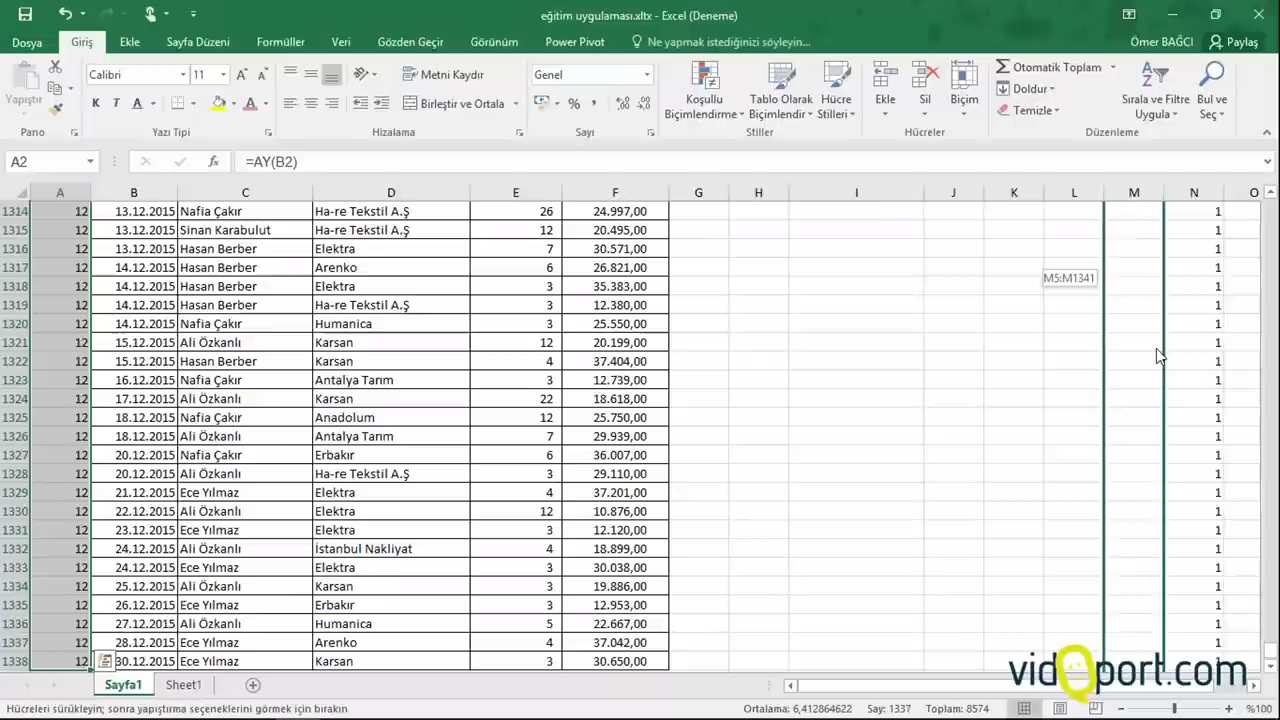 eğitim uygulaması.xltx - Excel (Deneme)
Dosya Giriş Ekle Sayfa Düzeni Formüller Veri Gözden Geçir Görünüm Power Pivot Ne yapmak istediğinizi söyleyin... Ömer BAĞCI Paylaş
Yapıştır
Calibri 11
K T A
Metni Kaydır
Birleştir ve Ortala
Genel
Koşullu Biçimlendirme
Tablo Olarak Biçimlendir
Hücre Stilleri
Ekle Sil Biçim
Otomatik Toplam
Doldur
Temizle
Sırala ve Filtre Uygula
Bul ve Seç
Pano Yazı Tipi Hizalama Sayı Stiller Hücreler Düzenleme
A2 fx =AY(B2)
A B C D E F G H I J K L M N O
1314 12 13.12.2015 Nafia Çakır Ha-re Tekstil A.Ş 26 24.997,00 1
1315 12 13.12.2015 Sinan Karabulut Ha-re Tekstil A.Ş 12 20.495,00 1
1316 12 13.12.2015 Hasan Berber Elektra 7 30.571,00 1
1317 12 14.12.2015 Hasan Berber Arenko 6 26.821,00 1
M5:M1341
1318 12 14.12.2015 Hasan Berber Elektra 3 35.383,00 1
1319 12 14.12.2015 Hasan Berber Ha-re Tekstil A.Ş 3 12.380,00 1
1320 12 14.12.2015 Nafia Çakır Humanica 3 25.550,00 1
1321 12 15.12.2015 Ali Özkanlı Karsan 12 20.199,00 1
1322 12 15.12.2015 Hasan Berber Karsan 4 37.404,00 1
1323 12 16.12.2015 Nafia Çakır Antalya Tarım 3 12.739,00 1
1324 12 17.12.2015 Ali Özkanlı Karsan 22 18.618,00 1
1325 12 18.12.2015 Nafia Çakır Anadolum 12 25.750,00 1
1326 12 18.12.2015 Ali Özkanlı Antalya Tarım 7 29.939,00 1
1327 12 20.12.2015 Nafia Çakır Erbakır 6 36.007,00 1
1328 12 20.12.2015 Ali Özkanlı Ha-re Tekstil A.Ş 3 29.110,00 1
1329 12 21.12.2015 Ece Yılmaz Elektra 4 37.201,00 1
1330 12 22.12.2015 Ali Özkanlı Elektra 12 10.876,00 1
1331 12 23.12.2015 Ece Yılmaz Elektra 3 12.120,00 1
1332 12 24.12.2015 Ali Özkanlı İstanbul Nakliyat 4 18.899,00 1
1333 12 24.12.2015 Ece Yılmaz Elektra 3 30.038,00 1
1334 12 25.12.2015 Ali Özkanlı Karsan 3 19.886,00 1
1335 12 26.12.2015 Ece Yılmaz Erbakır 3 12.953,00 1
1336 12 27.12.2015 Ali Özkanlı Humanica 5 22.667,00 1
1337 12 28.12.2015 Ece Yılmaz Arenko 4 37.042,00 1
1338 12 30.12.2015 Ece Yılmaz Karsan 3 30.650,00 1
vidoport.com
Sayfa1 Sheet1
Hücreleri sürükleyin; sonra yapıştırma seçeneklerini görmek için bırakın Ortalama: 6,412864622 Say: 1337 Toplam: 8574 %100